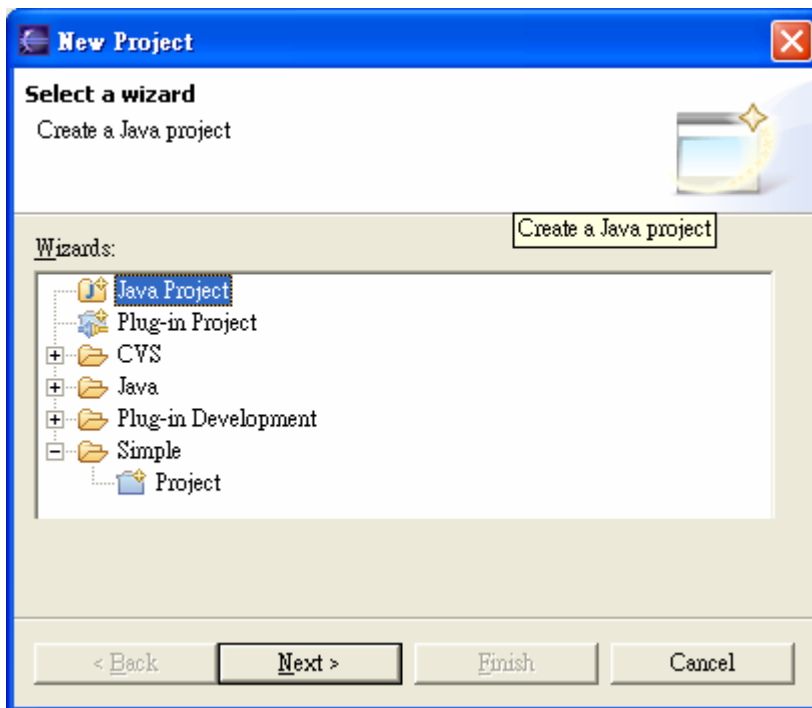 New Project
Select a wizard
Create a Java project
Create a Java project
Wizards:
Java Project
Plug-in Project
CVS
Java
Plug-in Development
Simple
Project
< Back Next > Finish Cancel